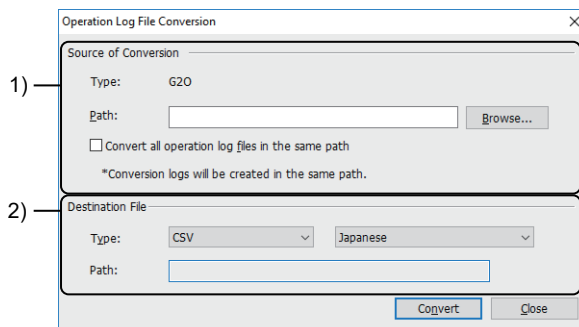 Operation Log File Conversion
1)
Source of Conversion
Type: G2O
Path: Browse...
Convert all operation log files in the same path
*Conversion logs will be created in the same path.
2)
Destination File
Type: CSV Japanese
Path:
Convert Close